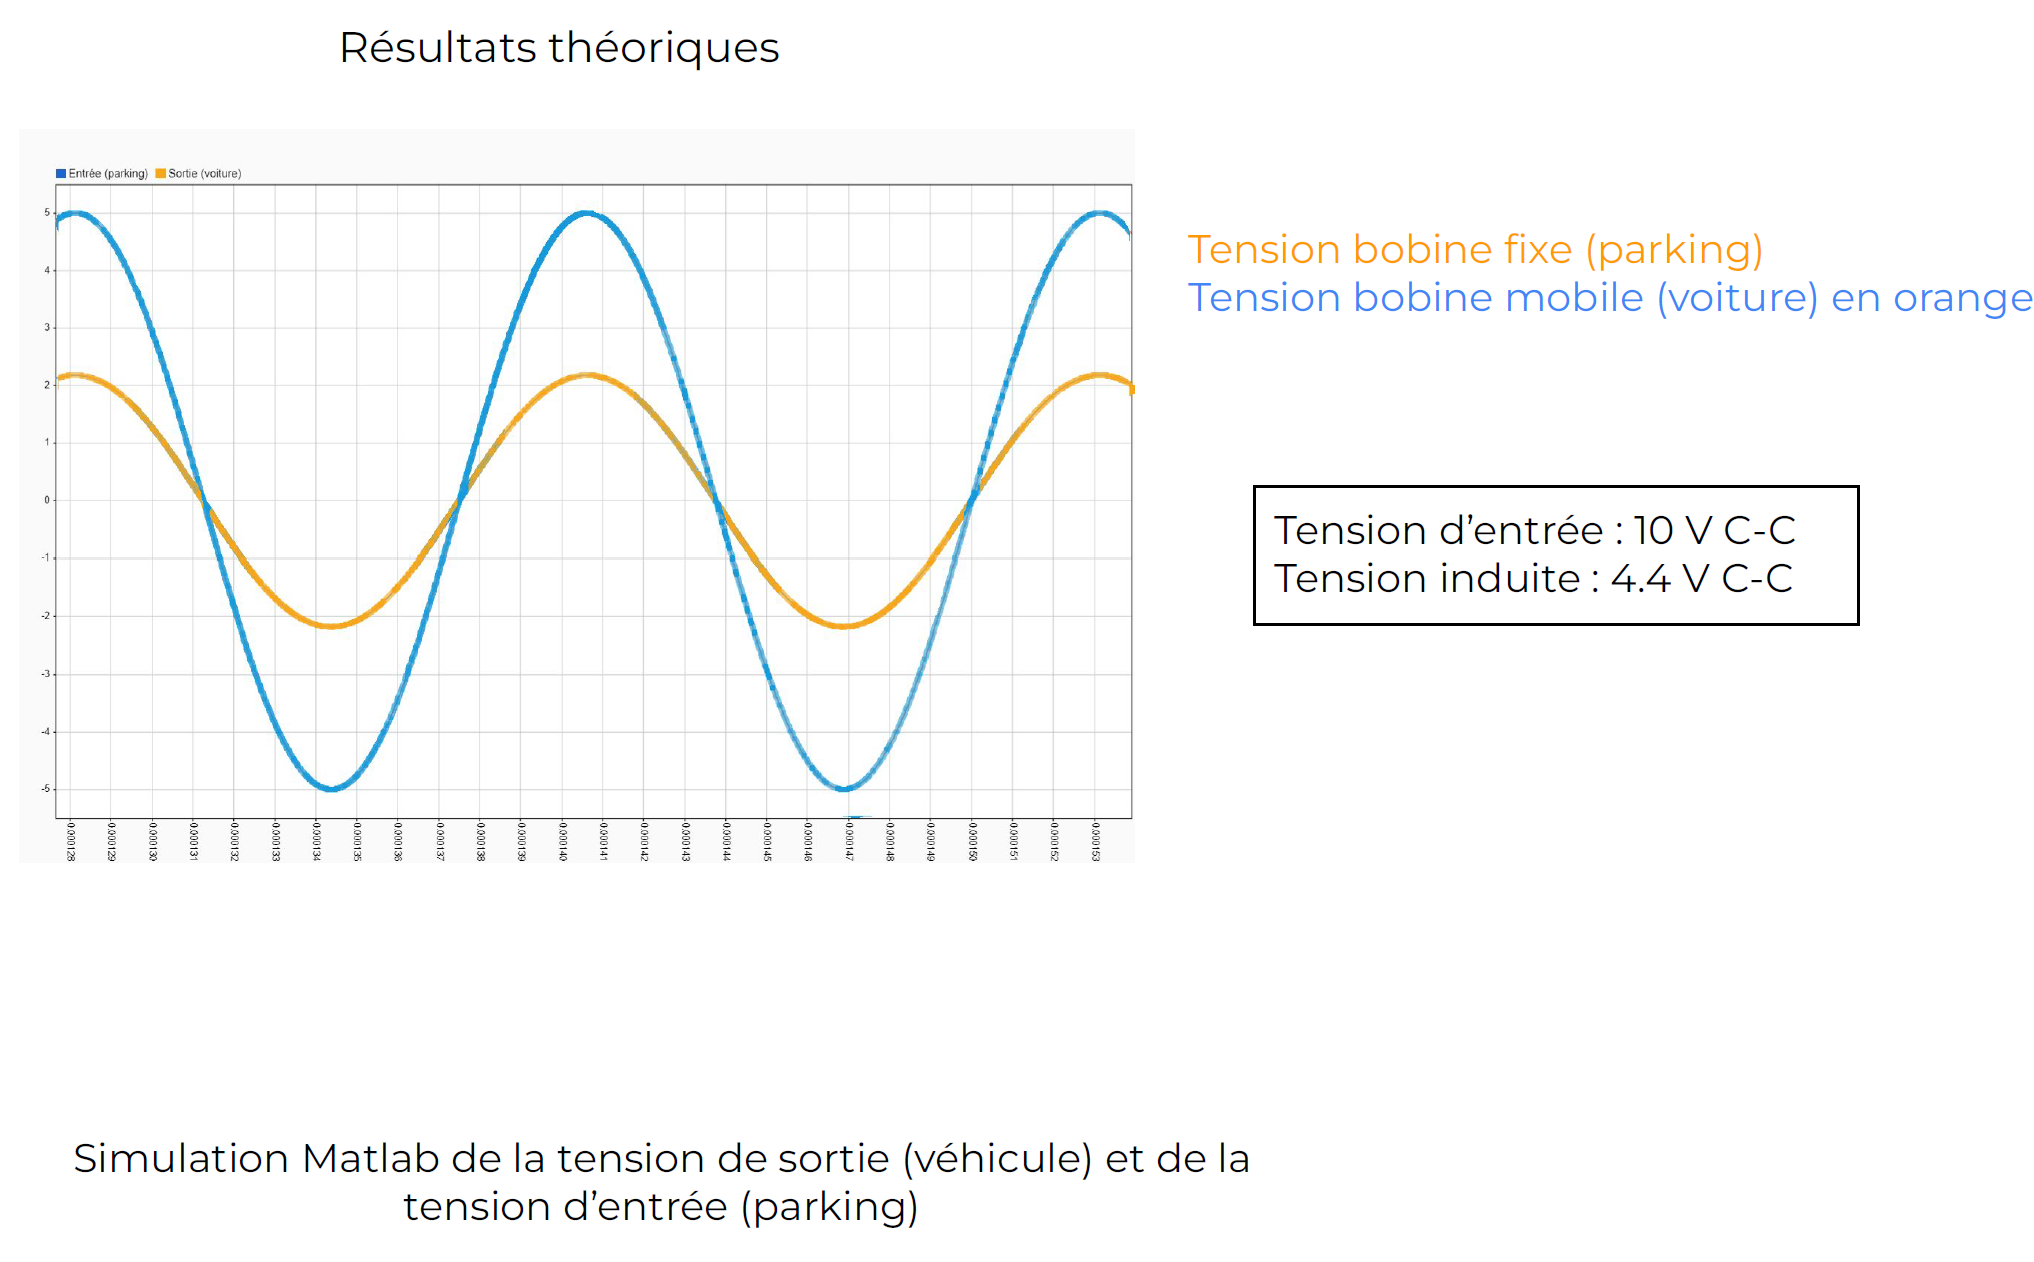 Résultats théoriques
Entrée (parking) Sortie (voiture)
5
4
3
2
1
0
-1
-2
-3
-4
-5
0.000128 0.000129 0.000130 0.000131 0.000132 0.000133 0.000134 0.000135 0.000136 0.000137 0.000138 0.000139 0.000140 0.000141 0.000142 0.000143 0.000144 0.000145 0.000146 0.000147 0.000148 0.000149 0.000150 0.000151 0.000152 0.000153
Tension bobine fixe (parking)
Tension bobine mobile (voiture) en orange
Tension d’entrée : 10 V C-C
Tension induite : 4.4 V C-C
Simulation Matlab de la tension de sortie (véhicule) et de la
tension d’entrée (parking)